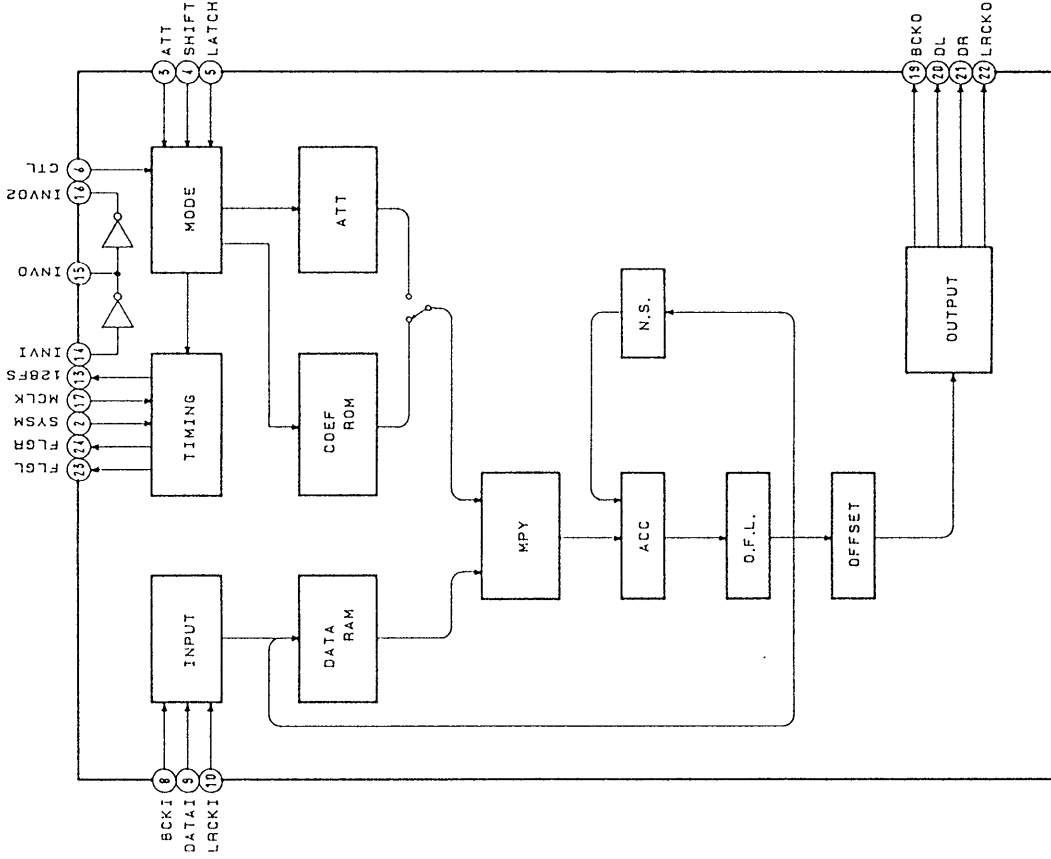 CTL
INVO2
INVO
INVI
128FS
MCLK
SYSM
FLGR
FLGL
6
16
15
14
13
17
2
24
23
ATT
3
SHIFT
4
LATCH
5
MODE
TIMING
INPUT
BCKI
8
DATAI
9
LRCKI
10
ATT
COEF
ROM
DATA
RAM
N.S.
MPY
ACC
O.F.L.
OFFSET
OUTPUT
19
BCKO
20
DL
21
DR
22
LRCKO